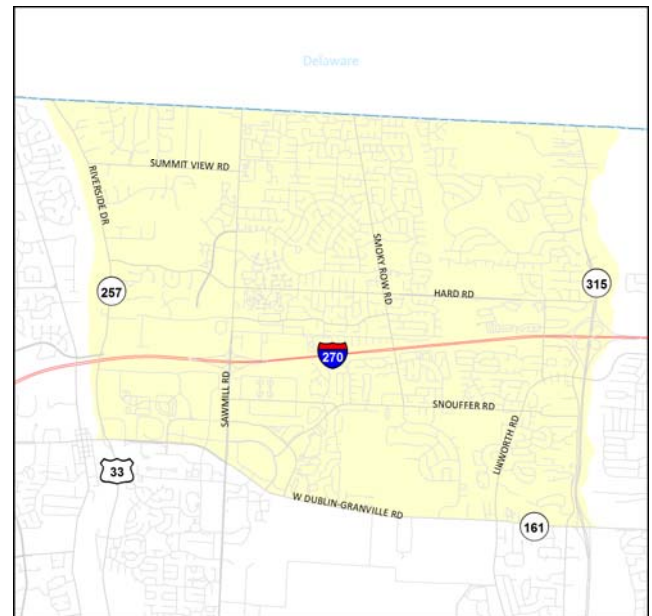 Delaware
SUMMIT VIEW RD
RIVERSIDE DR
SMOKY ROW RD
257
HARD RD
315
270
SAWMILL RD
SNOUFFER RD
LINWORTH RD
33
W DUBLIN-GRANVILLE RD
161